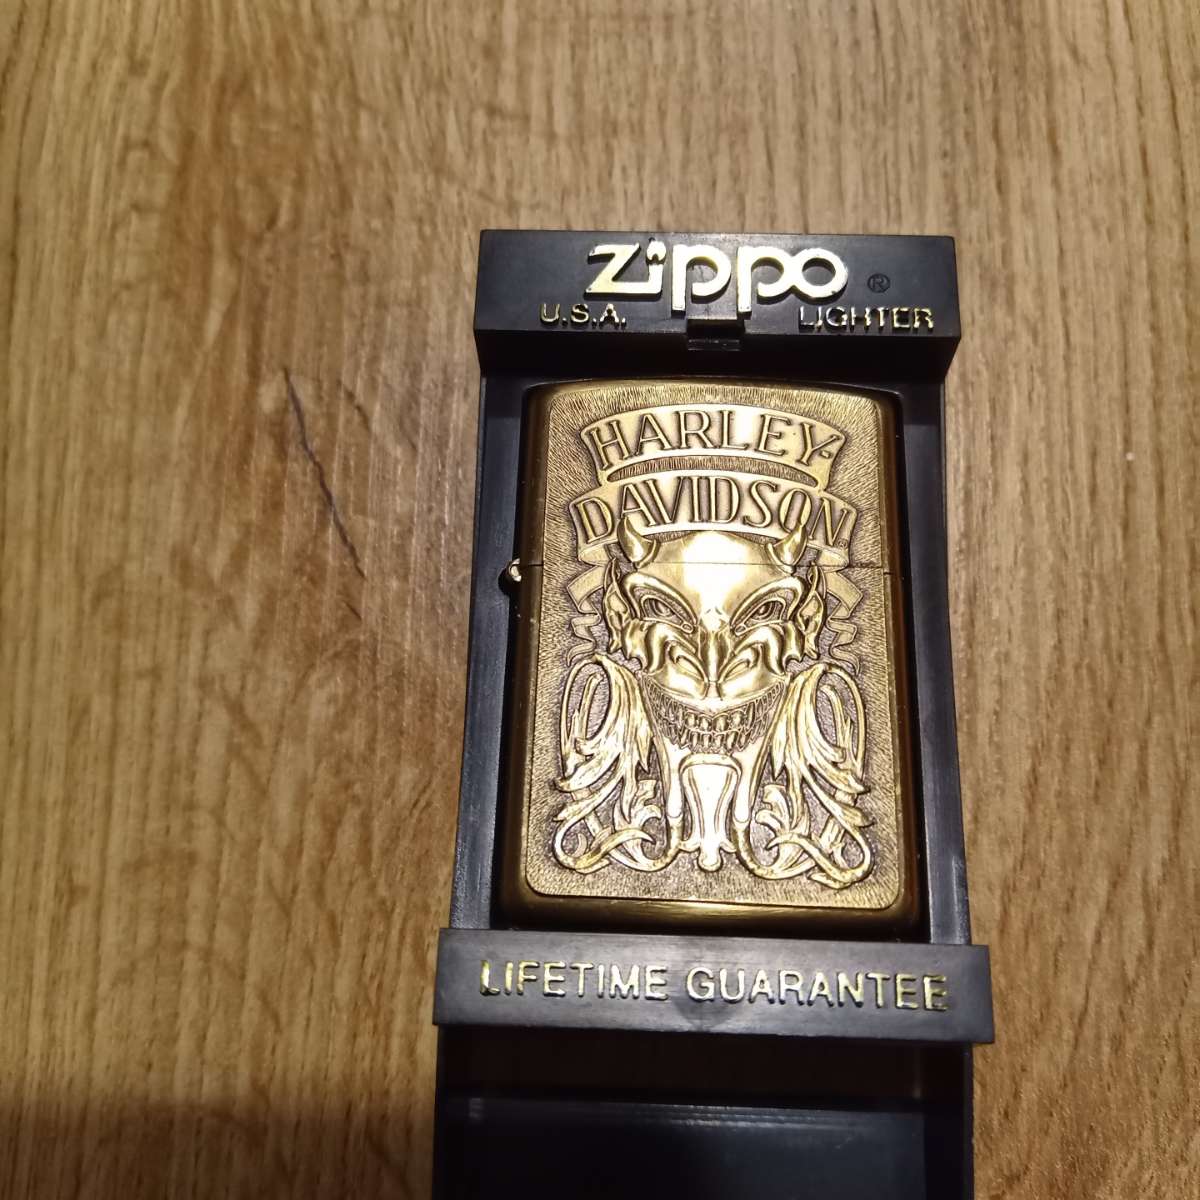 Zippo ®
U.S.A. LIGHTER
HARLEY-
DAVIDSON
LIFETIME GUARANTEE